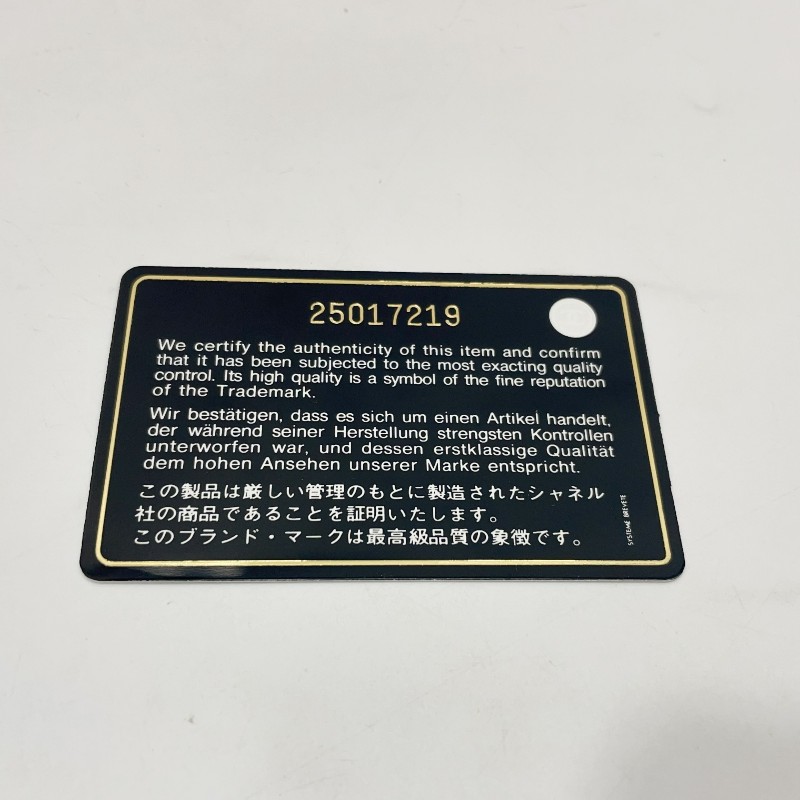 25017219
We certify the authenticity of this item and confirm
that it has been subjected to the most exacting quality
control. Its high quality is a symbol of the fine reputation
of the Trademark.
Wir bestätigen, dass es sich um einen Artikel handelt,
der während seiner Herstellung strengsten Kontrollen
unterworfen war, und dessen erstklassige Qualität
dem hohen Ansehen unserer Marke entspricht.
この製品は厳しい管理のもとに製造されたシャネル
社の商品であることを証明いたします。
このブランド・マークは最高級品質の象徴です。
SYSTEME BREVETE